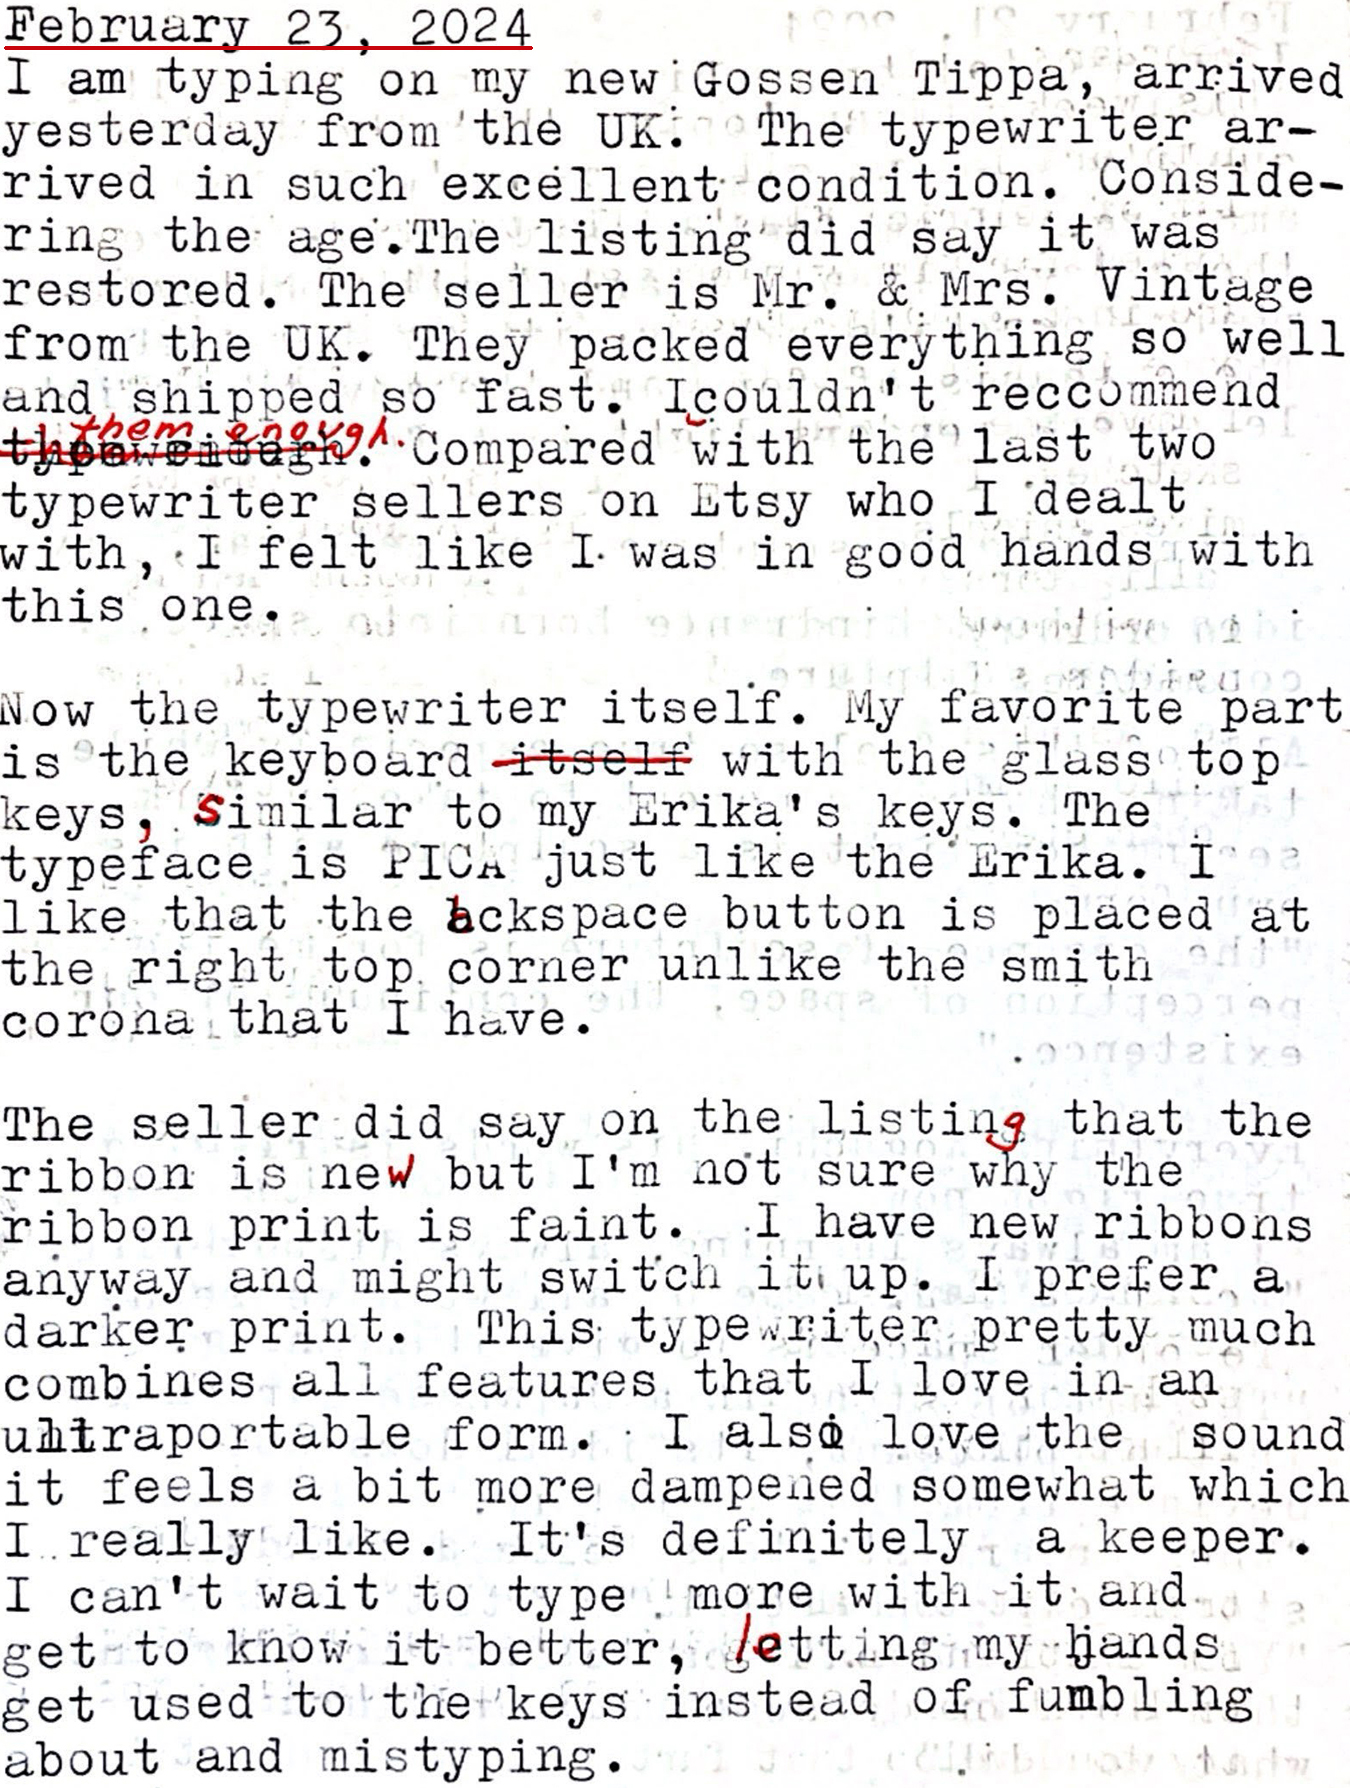 February 23, 2024
I am typing on my new Gossen Tippa, arrived
yesterday from the UK. The typewriter ar-
rived in such excellent condition. Conside-
ring the age.The listing did say it was
restored. The seller is Mr. & Mrs. Vintage
from the UK. They packed everything so well
and shipped so fast. Icouldn't reccommend
them enough. Compared with the last two
typewriter sellers on Etsy who I dealt
with, I felt like I was in good hands with
this one.
Now the typewriter itself. My favorite part
is the keyboard itself with the glass top
keys, similar to my Erika's keys. The
typeface is PICA just like the Erika. I
like that the backspace button is placed at
the right top corner unlike the smith
corona that I have.
The seller did say on the listing that the
ribbon is new but I'm not sure why the
ribbon print is faint. I have new ribbons
anyway and might switch it up. I prefer a
darker print. This typewriter pretty much
combines all features that I love in an
ultraportable form. I also love the sound
it feels a bit more dampened somewhat which
I really like. It's definitely a keeper.
I can't wait to type more with it and
get to know it better, letting my hands
get used to the keys instead of fumbling
about and mistyping.